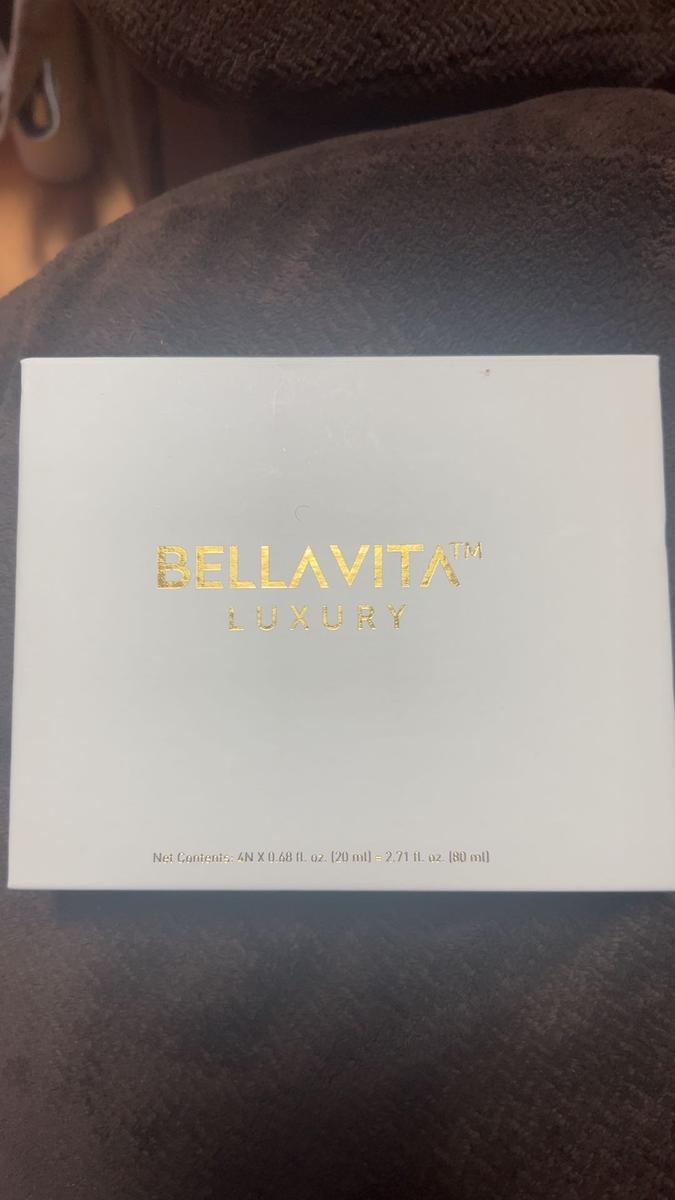 BELLAVITA™
LUXURY
Net Contents: 4N X 0.68 fl. oz. (20 ml) = 2.71 fl. oz. (80 ml)